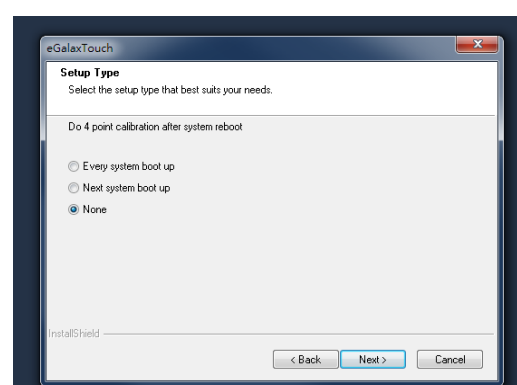 eGalaxTouch
Setup Type
Select the setup type that best suits your needs.
Do 4 point calibration after system reboot
Every system boot up
Next system boot up
None
InstallShield
< Back
Next >
Cancel